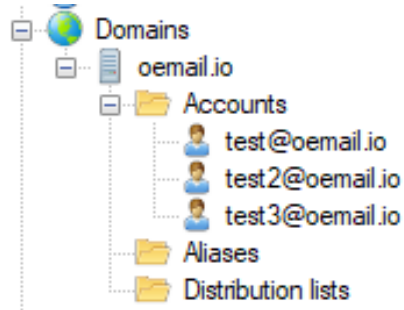 Domains
oemail.io
Accounts
test@oemail.io
test2@oemail.io
test3@oemail.io
Aliases
Distribution lists